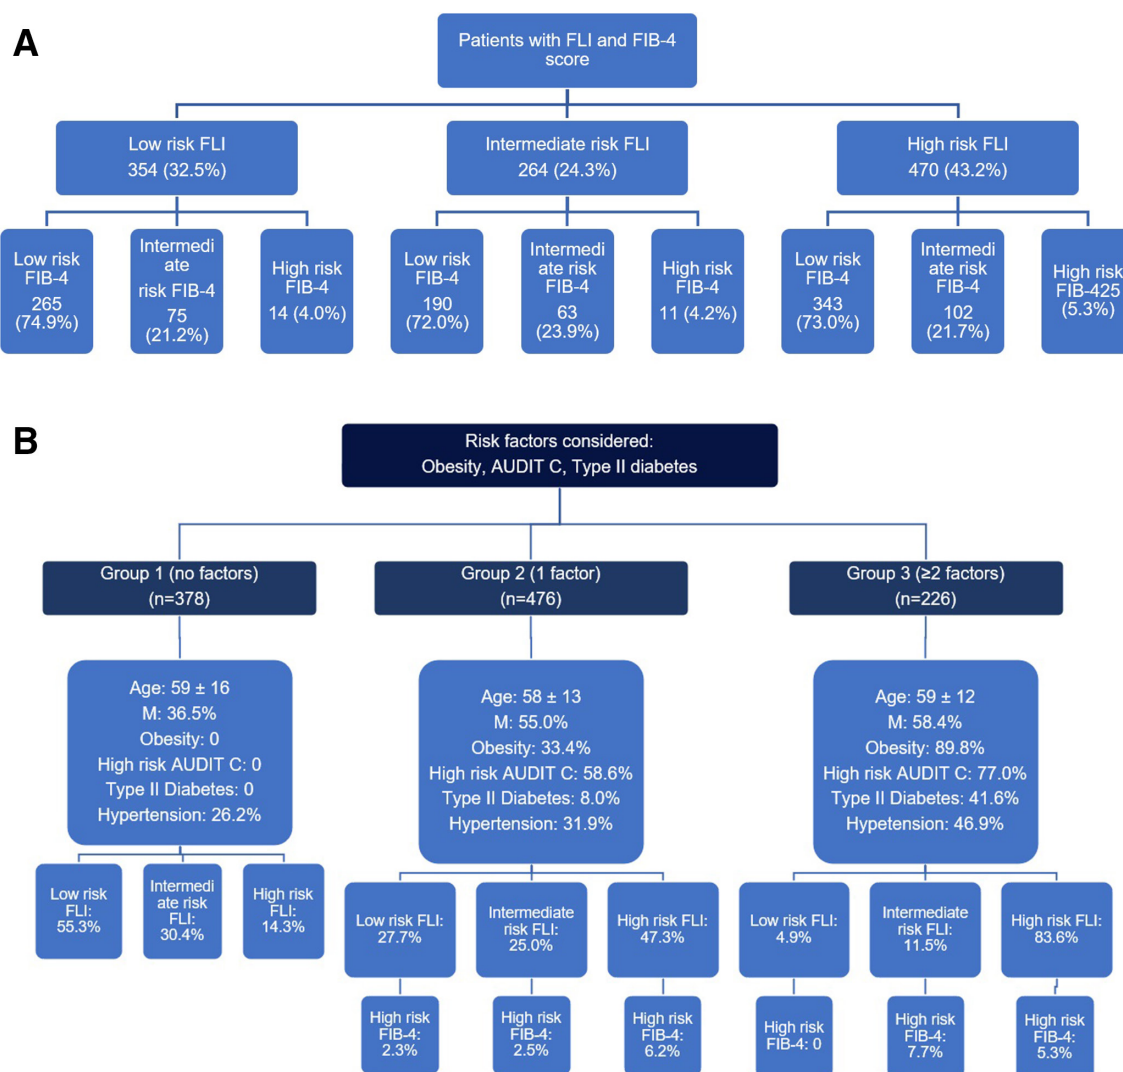 A
Patients with FLI and FIB-4
score
Low risk FLI
354 (32.5%)
Intermediate risk FLI
264 (24.3%)
High risk FLI
470 (43.2%)
Low risk
FIB-4
265
(74.9%)
Intermedi
ate
risk FIB-4
75
(21.2%)
High risk
FIB-4
14 (4.0%)
Low risk
FIB-4
190
(72.0%)
Intermedi
ate risk
FIB-4
63
(23.9%)
High risk
FIB-4
11 (4.2%)
Low risk
FIB-4
343
(73.0%)
Intermedi
ate risk
FIB-4
102
(21.7%)
High risk
FIB-425
(5.3%)
B
Risk factors considered:
Obesity, AUDIT C, Type II diabetes
Group 1 (no factors)
(n=378)
Group 2 (1 factor)
(n=476)
Group 3 (≥2 factors)
(n=226)
Age: 59 ± 16
M: 36.5%
Obesity: 0
High risk AUDIT C: 0
Type II Diabetes: 0
Hypertension: 26.2%
Age: 58 ± 13
M: 55.0%
Obesity: 33.4%
High risk AUDIT C: 58.6%
Type II Diabetes: 8.0%
Hypertension: 31.9%
Age: 59 ± 12
M: 58.4%
Obesity: 89.8%
High risk AUDIT C: 77.0%
Type II Diabetes: 41.6%
Hypetension: 46.9%
Low risk
FLI:
55.3%
Intermedi
ate risk
FLI:
30.4%
High risk
FLI:
14.3%
Low risk FLI:
27.7%
Intermediate
risk FLI:
25.0%
High risk FLI:
47.3%
Low risk FLI:
4.9%
Intermediate
risk FLI:
11.5%
High risk FLI:
83.6%
High risk
FIB-4:
2.3%
High risk
FIB-4:
2.5%
High risk
FIB-4:
6.2%
High risk
FIB-4: 0
High risk
FIB-4:
7.7%
High risk
FIB-4:
5.3%